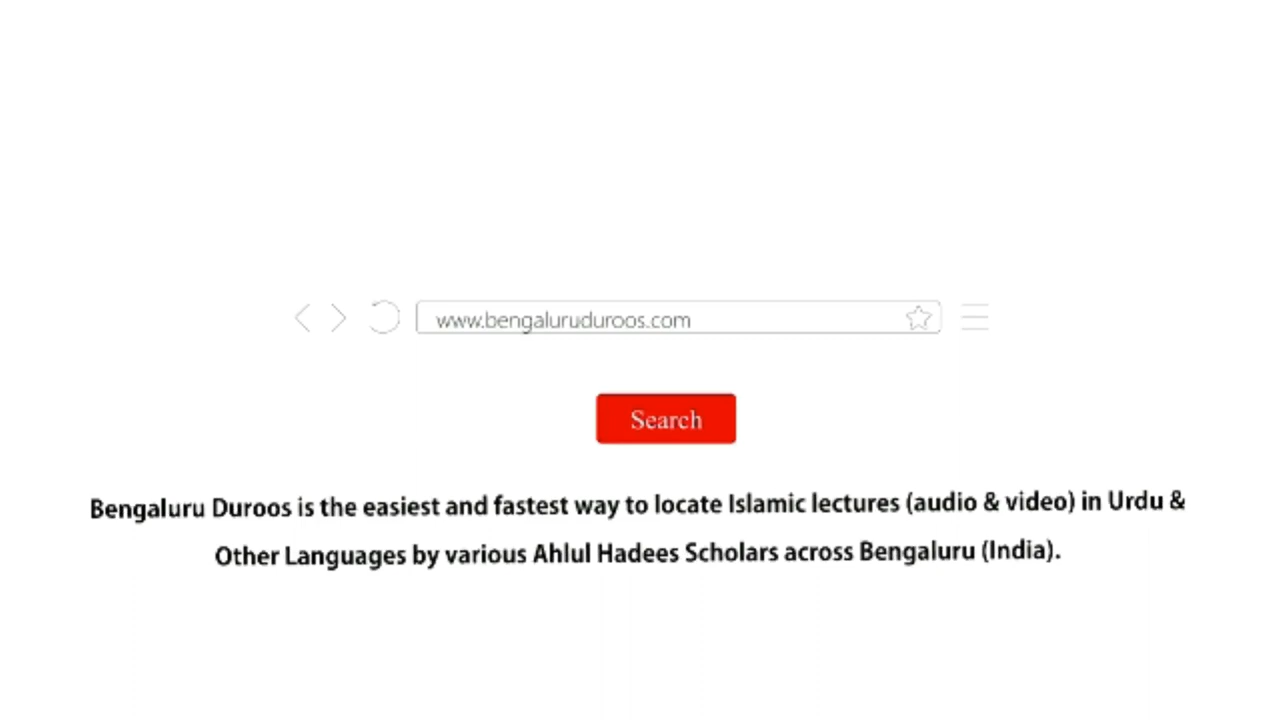 www.bengaluruduroos.com
Search
Bengaluru Duroos is the easiest and fastest way to locate Islamic lectures (audio & video) in Urdu &
Other Languages by various Ahlul Hadees Scholars across Bengaluru (India).